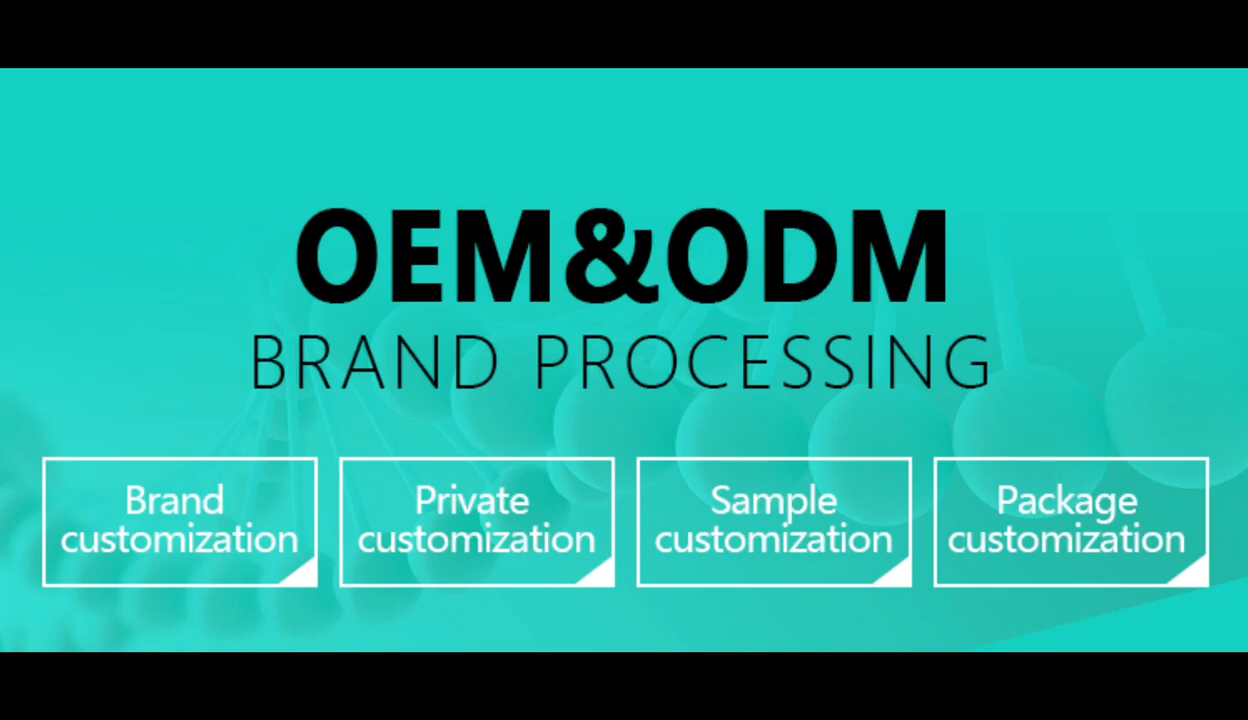 OEM&ODM
BRAND PROCESSING
Brand
customization
Private
customization
Sample
customization
Package
customization